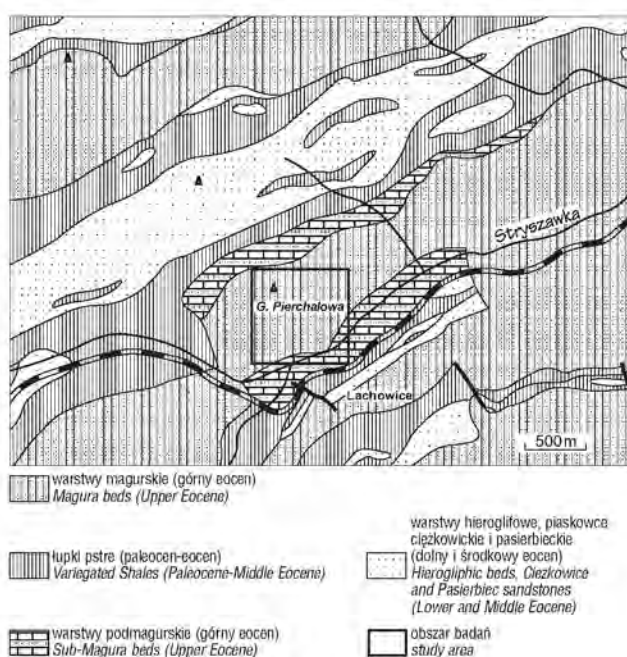 Stryszawka
G. Pierchałowa
Lachowice
500 m
warstwy magurskie (górny eocen)
Magura beds (Upper Eocene)
łupki pstre (paleocen-eocen)
Variegated Shales (Paleocene-Middle Eocene)
warstwy podmagurskie (górny eocen)
Sub-Magura beds (Upper Eocene)
warstwy hieroglifowe, piaskowce
ciężkowickie i pasierbieckie
(dolny i środkowy eocen)
Hierogliphic beds, Ciezkowice
and Pasierbiec sandstones
(Lower and Middle Eocene)
obszar badań
study area